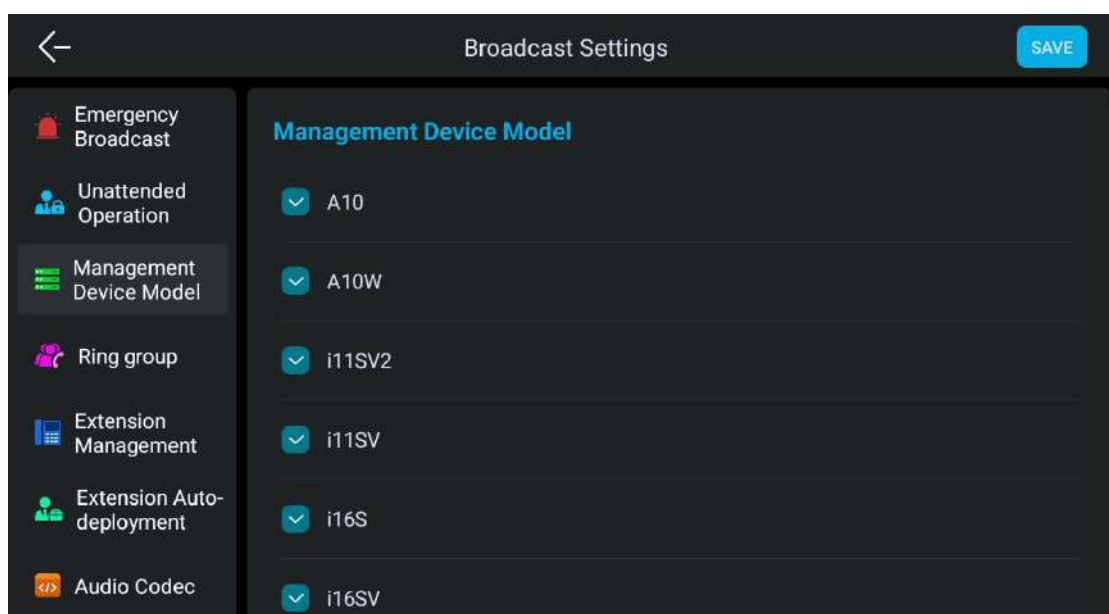 Broadcast Settings
SAVE
Emergency
Broadcast
Unattended
Operation
Management
Device Model
Ring group
Extension
Management
Extension Auto-
deployment
Audio Codec
Management Device Model
A10
A10W
i11SV2
i11SV
i16S
i16SV